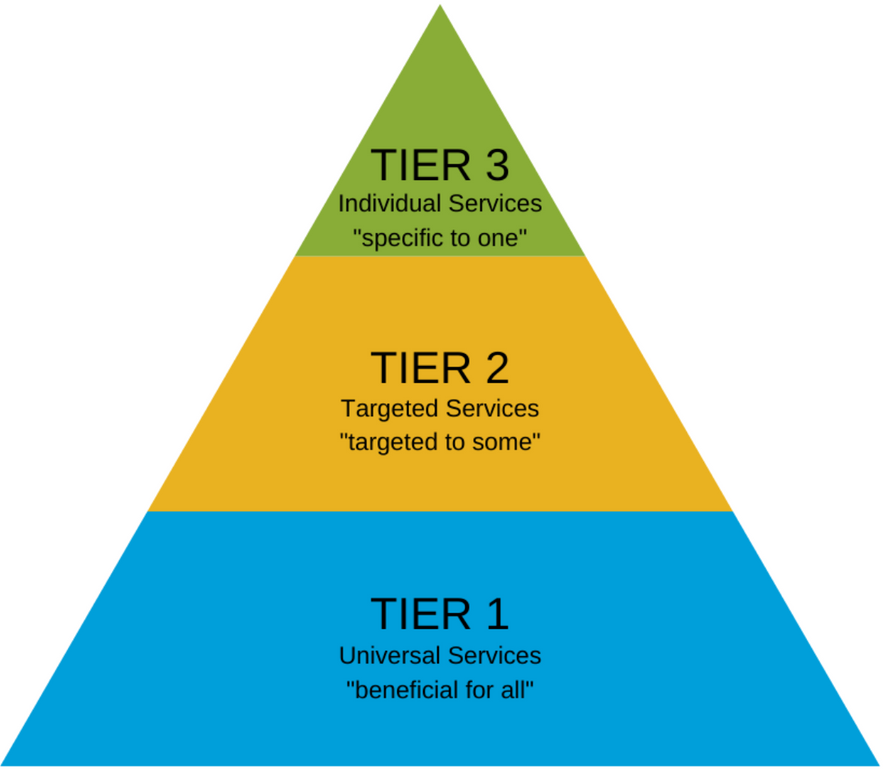 TIER 3
Individual Services
"specific to one"
TIER 2
Targeted Services
"targeted to some"
TIER 1
Universal Services
"beneficial for all"